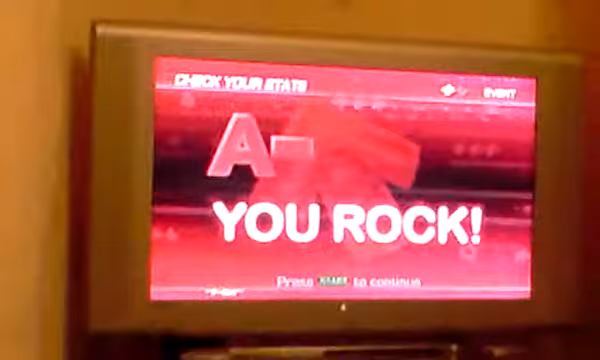 CHECK YOUR STATS
EVENT
A-
YOU ROCK!
Press START to continue